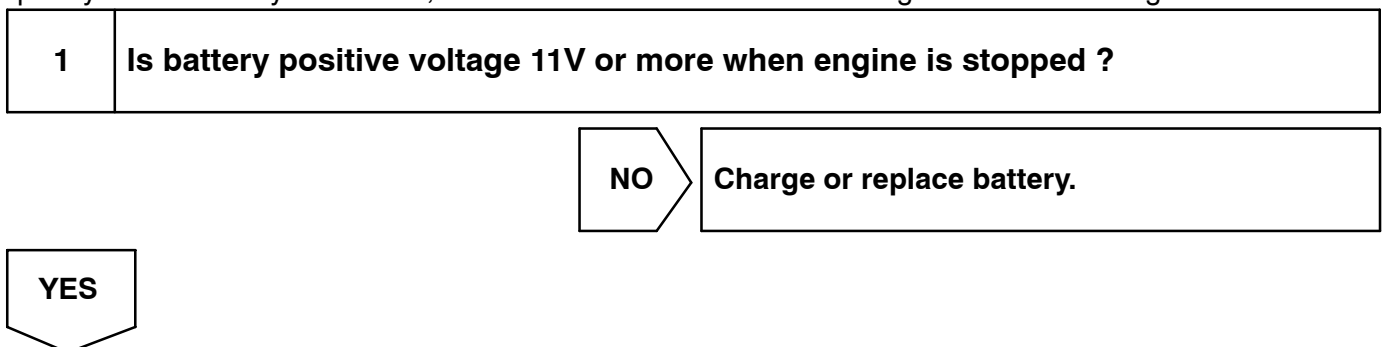 1
Is battery positive voltage 11V or more when engine is stopped ?
NO
Charge or replace battery.
YES